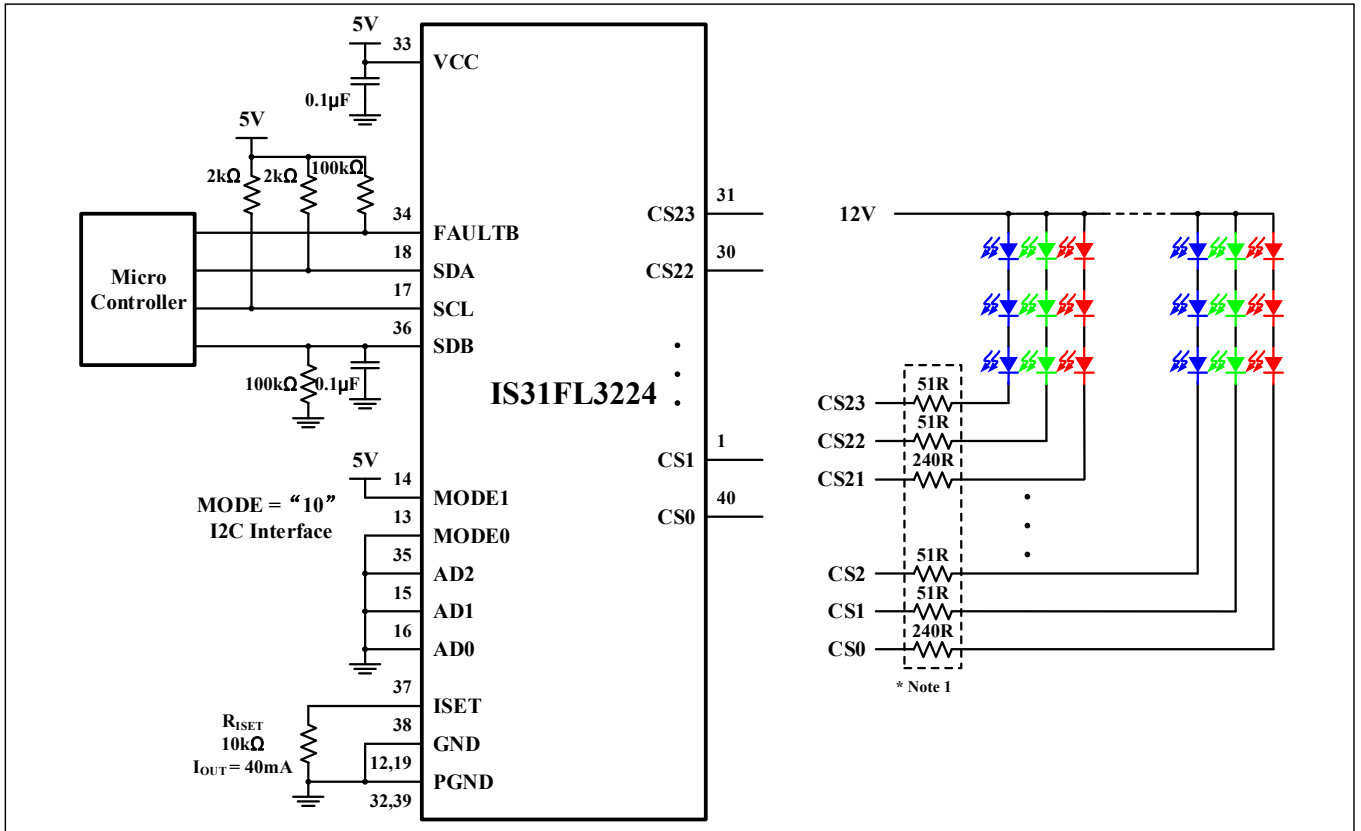 5V
33
VCC
0.1µF
5V
2kΩ
2kΩ
100kΩ
34
FAULTB
18
SDA
17
SCL
36
SDB
Micro
Controller
100kΩ
0.1µF
IS31FL3224
5V
14
MODE1
MODE = “10”
I2C Interface
13
MODE0
35
AD2
15
AD1
16
AD0
37
ISET
RISET
10kΩ
IOUT = 40mA
38
GND
12,19
PGND
32,39
CS23
31
CS22
30
CS1
1
CS0
40
12V
51R
CS23
51R
CS22
240R
CS21
51R
CS2
51R
CS1
240R
CS0
* Note 1